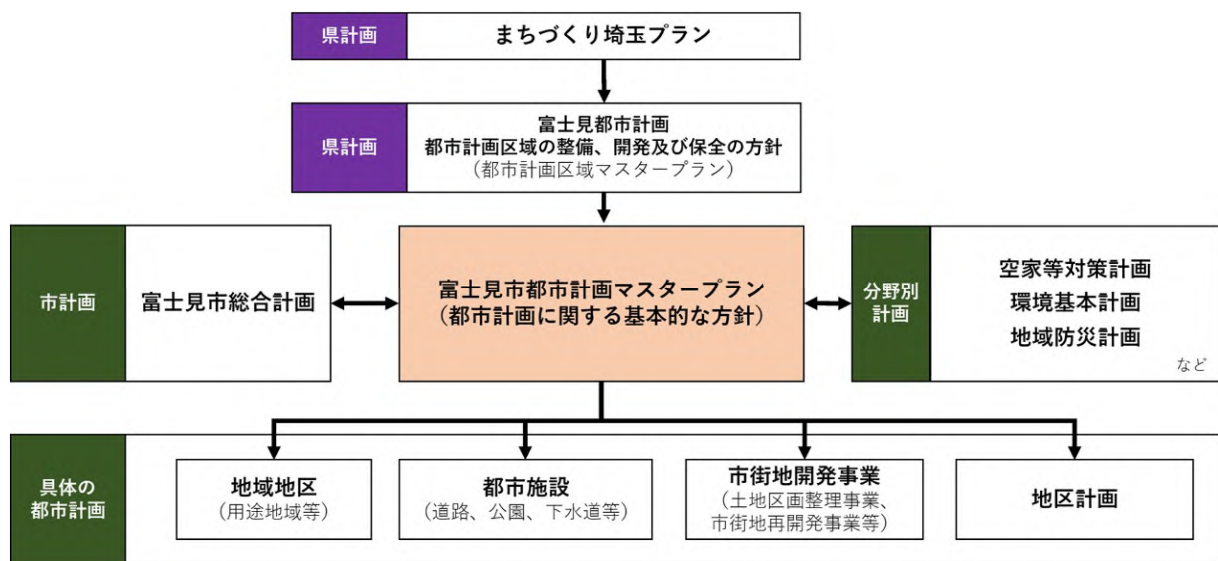 県計画
まちづくり埼玉プラン
県計画
富士見都市計画
都市計画区域の整備、開発及び保全の方針
（都市計画区域マスタープラン）
市計画
富士見市総合計画
富士見市都市計画マスタープラン
（都市計画に関する基本的な方針）
分野別
計画
空家等対策計画
環境基本計画
地域防災計画
など
具体の
都市計画
地域地区
（用途地域等）
都市施設
（道路、公園、下水道等）
市街地開発事業
（土地区画整理事業、
市街地再開発事業等）
地区計画